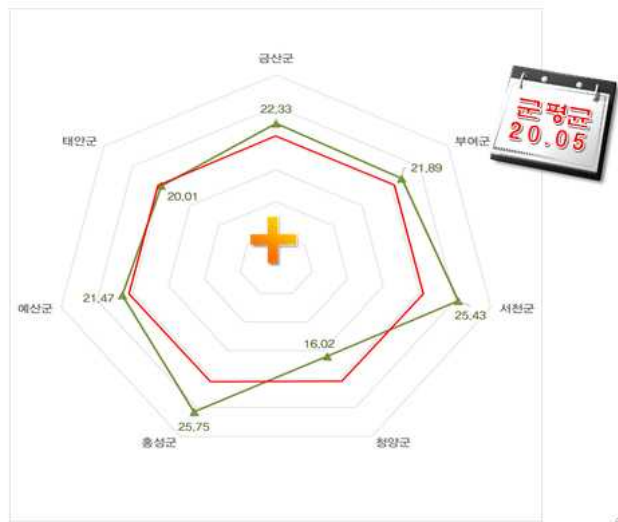 금산군
22,33
태안군
부여군
군 평균
20.05
21,89
20,01
예산군
21,47
서천군
25,43
16,02
25,75
홍성군
청양군